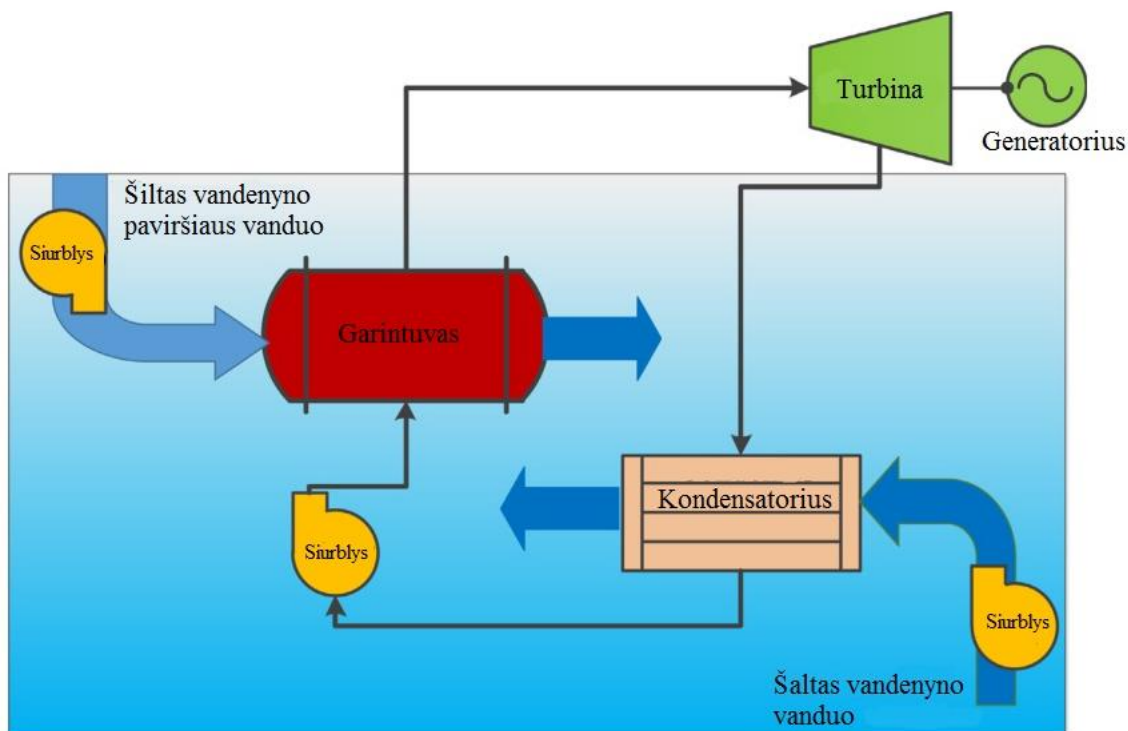 Turbina
Generatorius
Šiltas vandenyno
paviršiaus vanduo
Siurblys
Garintuvas
Kondensatorius
Siurblys
Siurblys
Šaltas vandenyno
vanduo